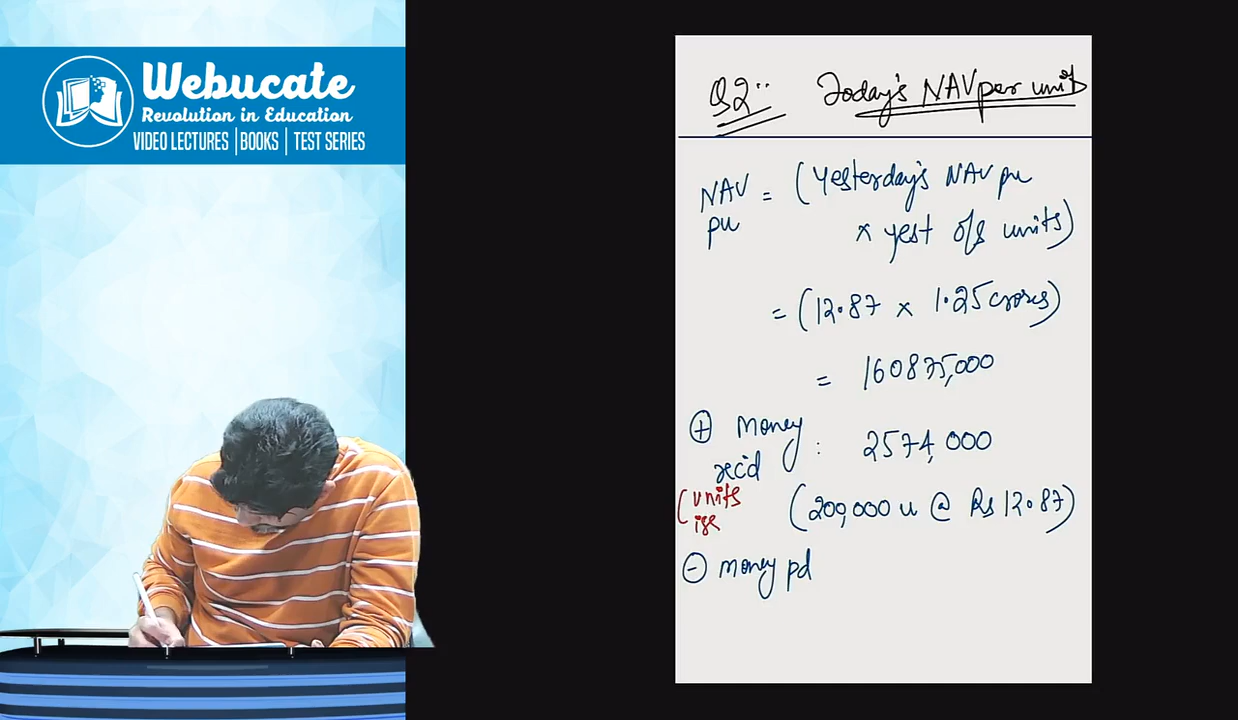 Webucate
Revolution in Education
VIDEO LECTURES | BOOKS | TEST SERIES
Q2:- Today's NAV per unit
NAV pu = (Yesterday's NAV pu
× yest o/s units)
= (12.87 × 1.25 crores)
= 160875,000
⊕ money recd : 2574,000
(units iss (200,000 u @ Rs 12.87)
⊖ money pd